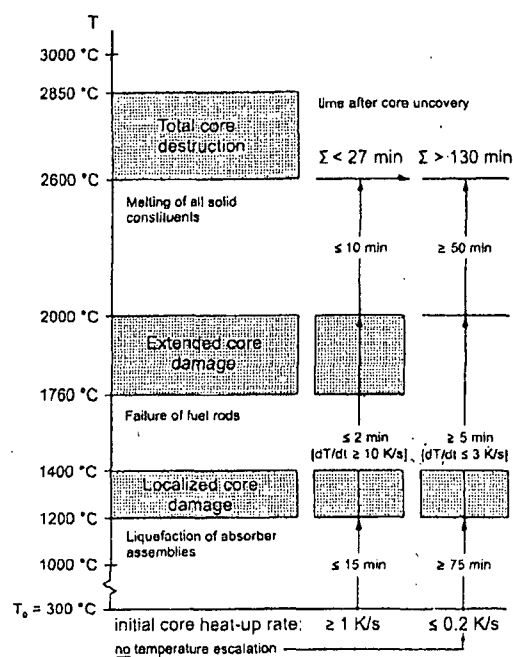 T
3000 °C
2850 °C
time after core uncovery
Total core
destruction
Σ < 27 min
Σ > 130 min
2600 °C
Melting of all solid
constituents
≤ 10 min
≥ 50 min
2000 °C
Extended core
damage
1760 °C
Failure of fuel rods
≤ 2 min
≥ 5 min
(dT/dt ≥ 10 K/s)
(dT/dt ≤ 3 K/s)
1400 °C
Localized core
damage
1200 °C
Liquefaction of absorber
assemblies
1000 °C
≤ 15 min
≥ 75 min
T₀ = 300 °C
initial core heat-up rate: ≥ 1 K/s ≤ 0.2 K/s
no temperature escalation